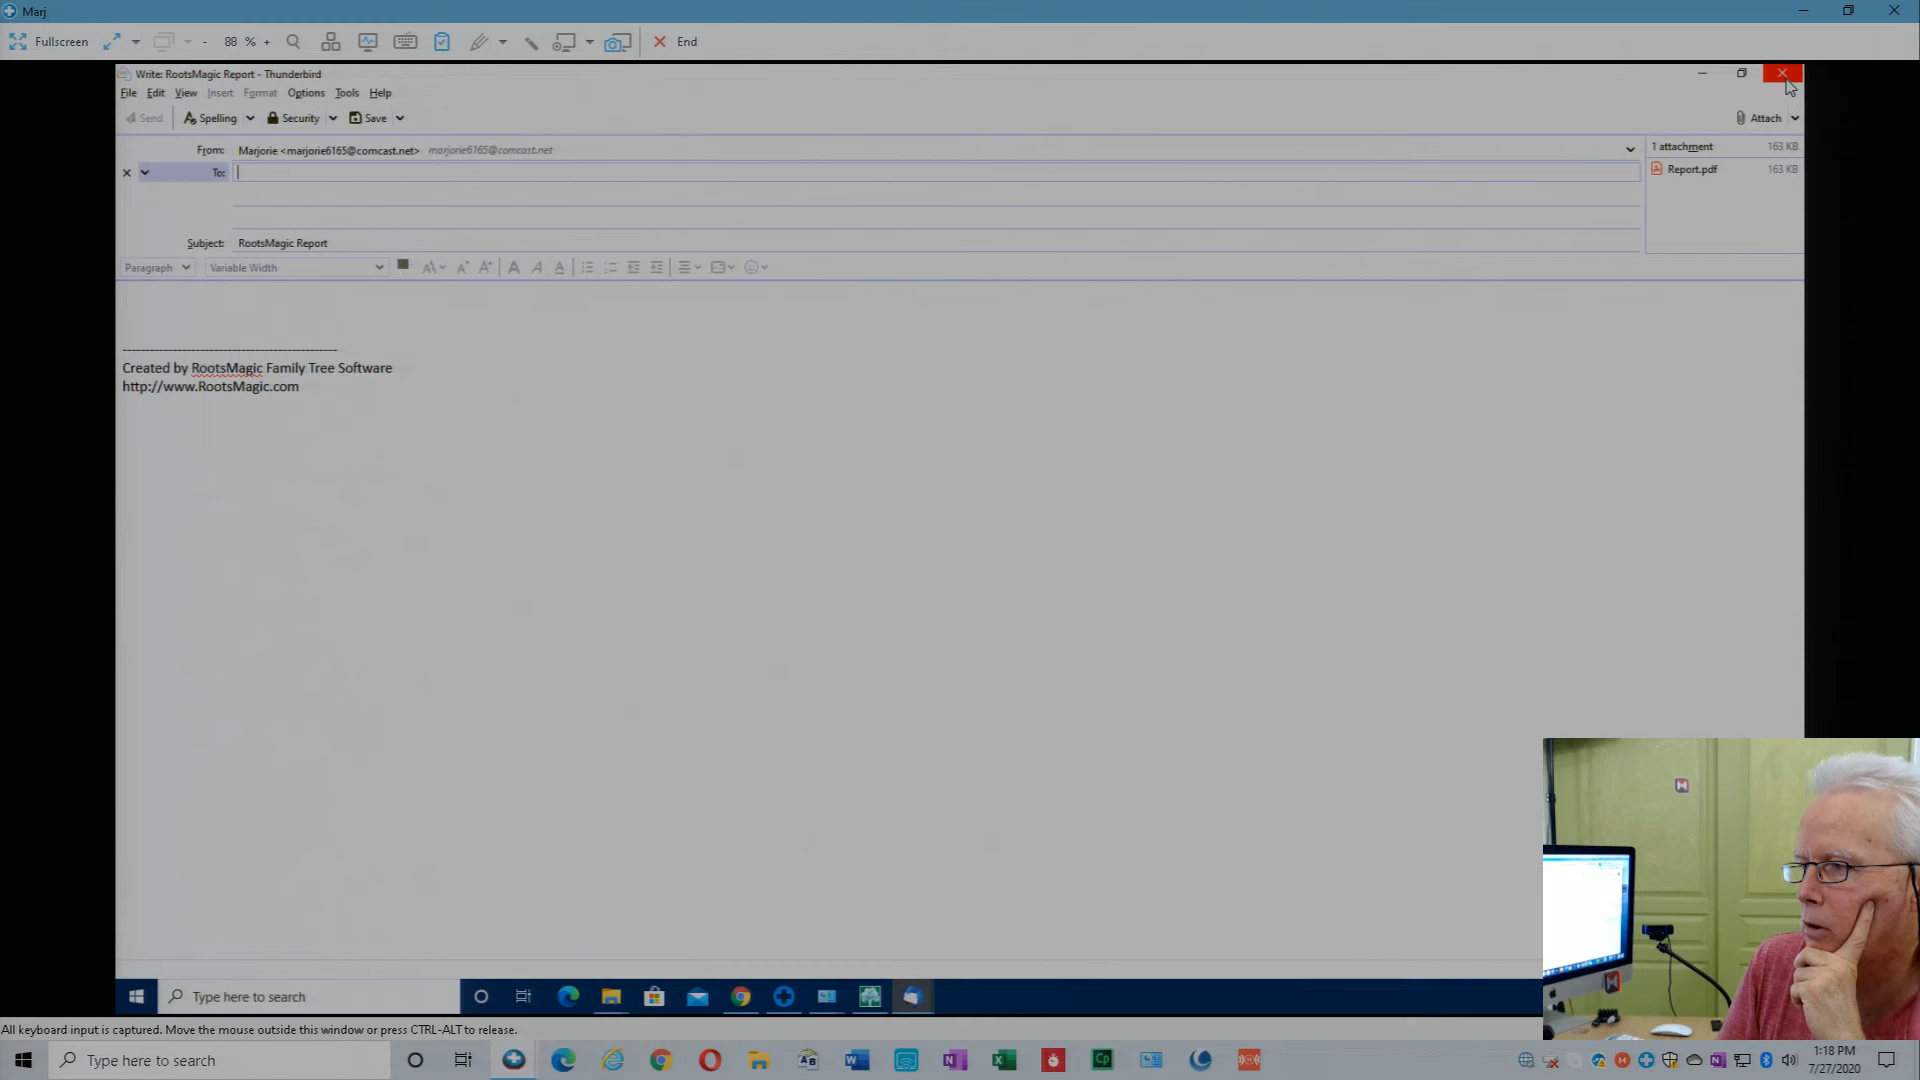 Marj
Fullscreen - 88 % + End
Write: RootsMagic Report - Thunderbird
File Edit View Insert Format Options Tools Help
Send Spelling Security Save Attach
From: Marjorie <marjorie6165@comcast.net> marjorie6165@comcast.net
1 attachment 163 KB
To:
Report.pdf 163 KB
Subject: RootsMagic Report
Paragraph Variable Width
--------------------------------------------
Created by RootsMagic Family Tree Software
http://www.RootsMagic.com
Type here to search
All keyboard input is captured. Move the mouse outside this window or press CTRL-ALT to release.
Type here to search
1:18 PM
7/27/2020